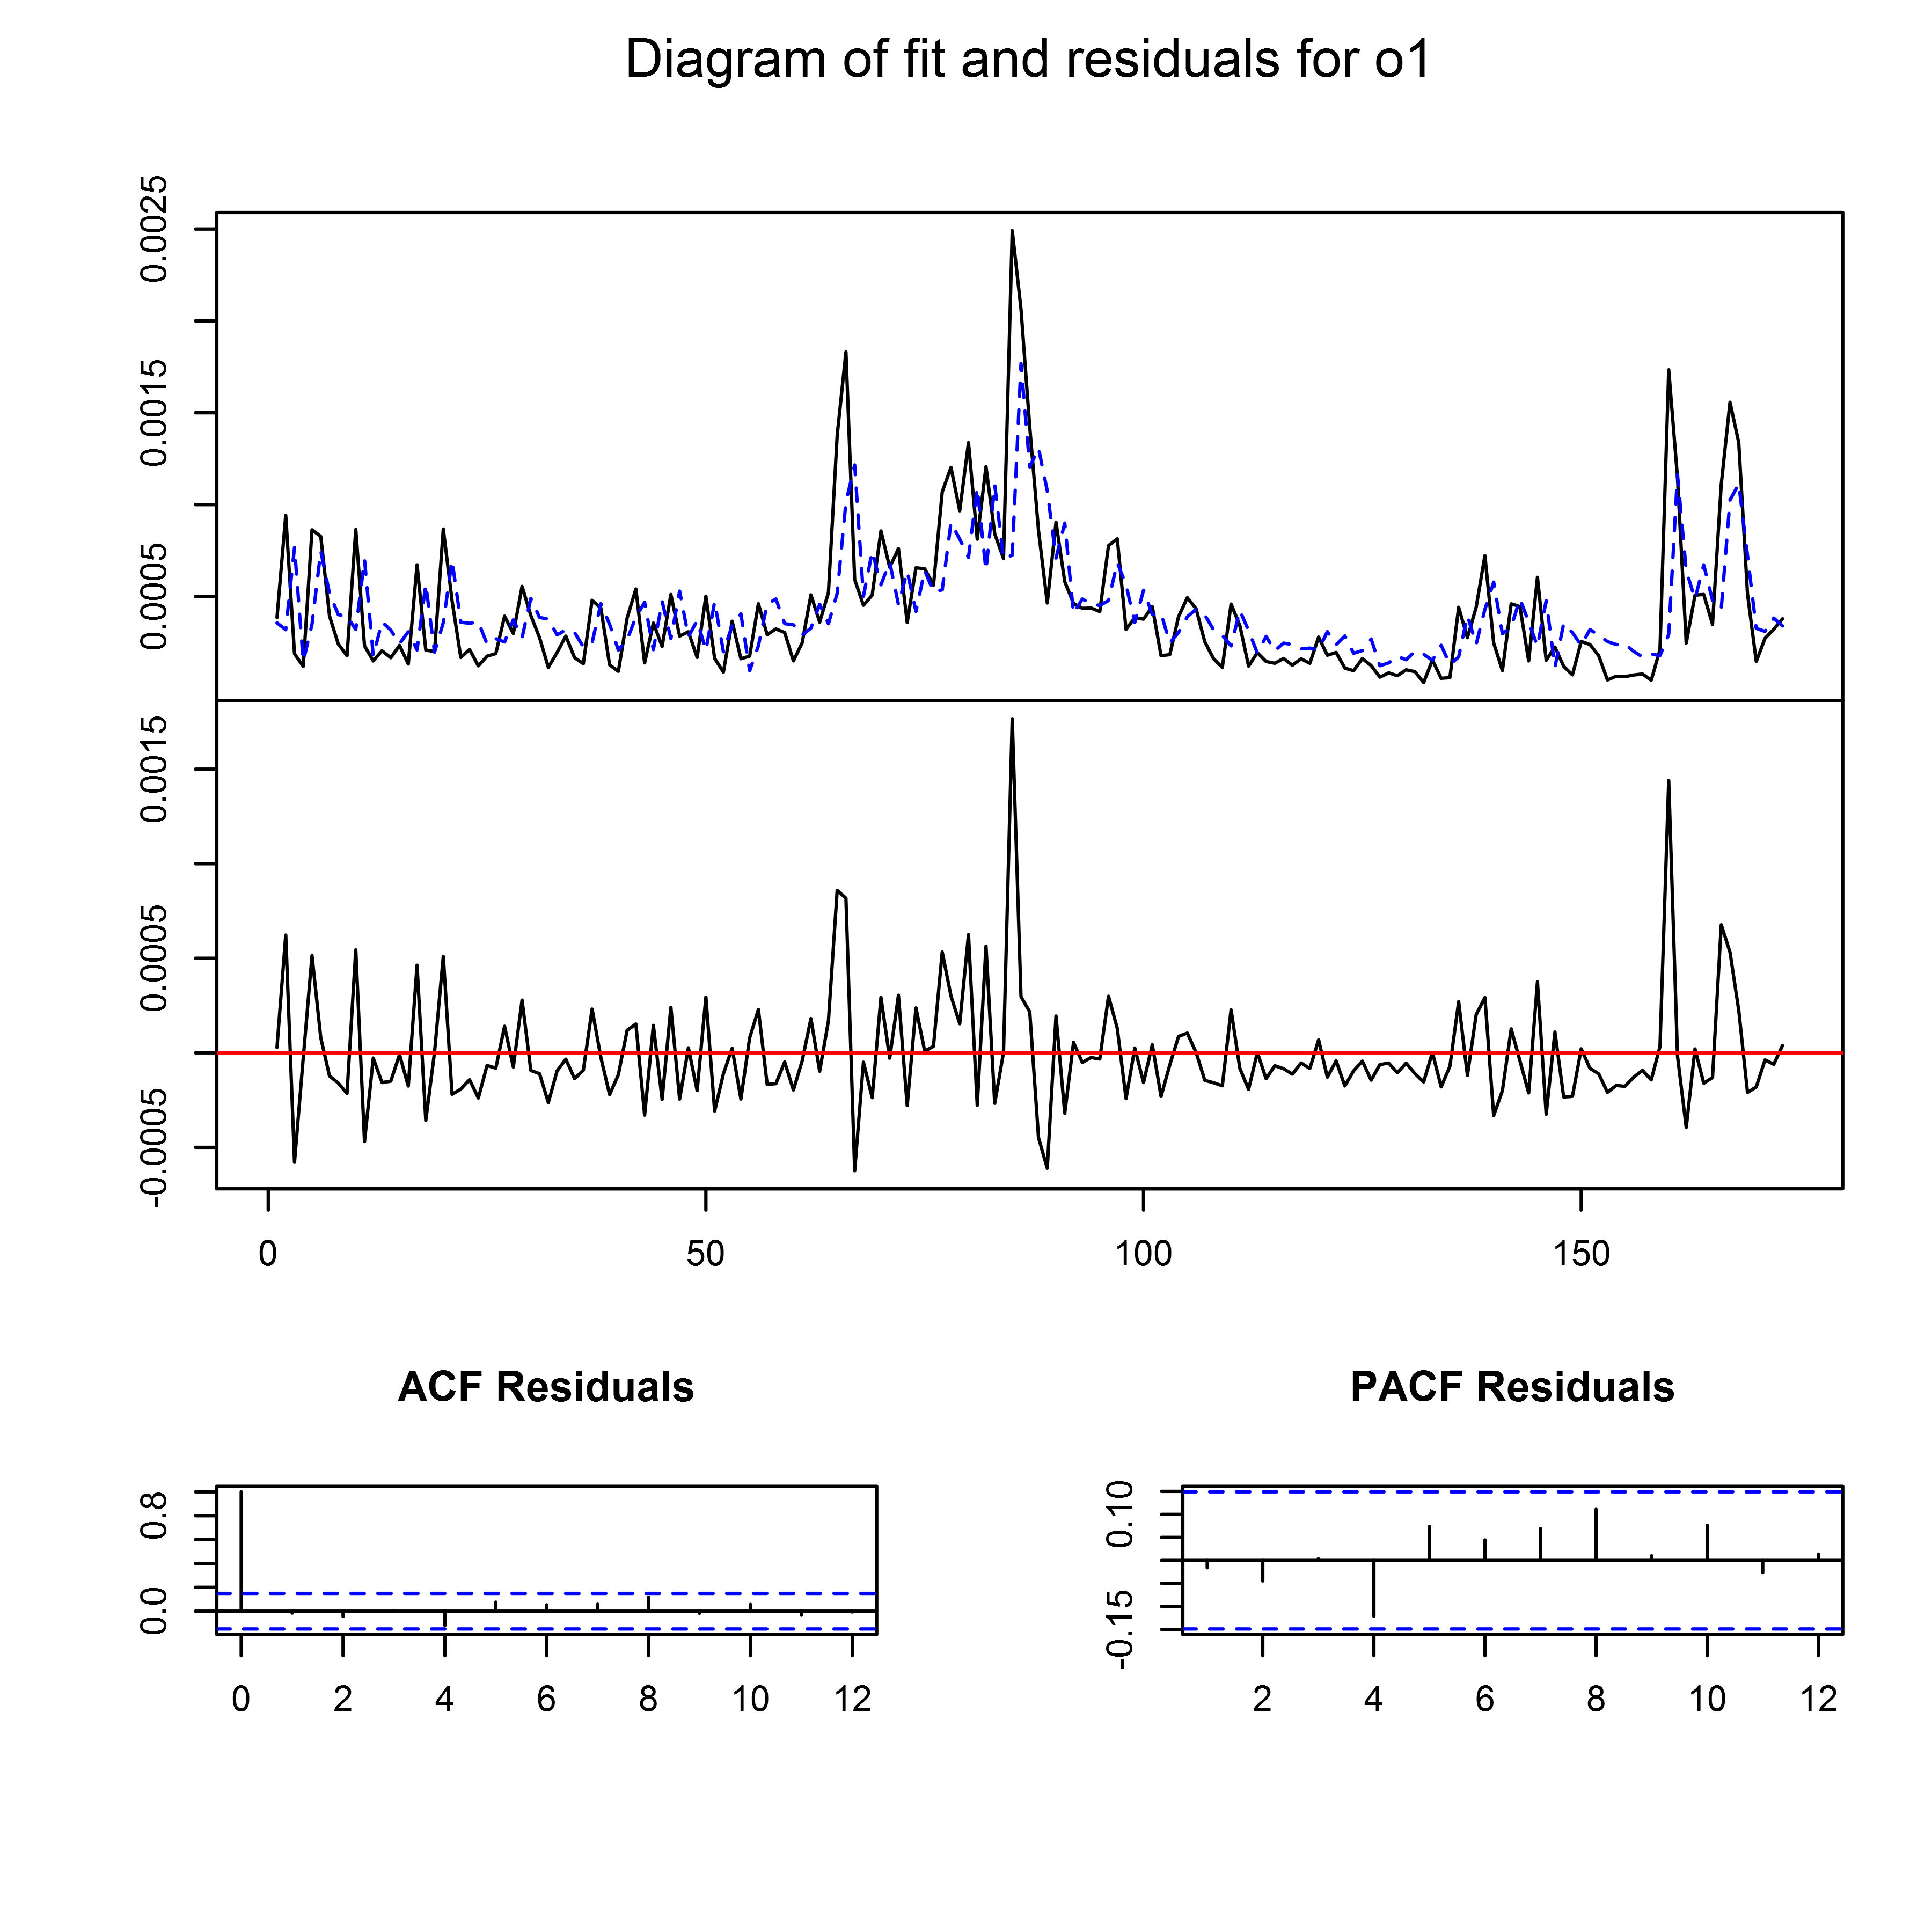 Diagram of fit and residuals for o1
0.0025
0.0015
0.0005
0.0015
0.0005
-0.0005
0 50 100 150
ACF Residuals
PACF Residuals
0.8
0.0
0.10
-0.15
0 2 4 6 8 10 12
2 4 6 8 10 12